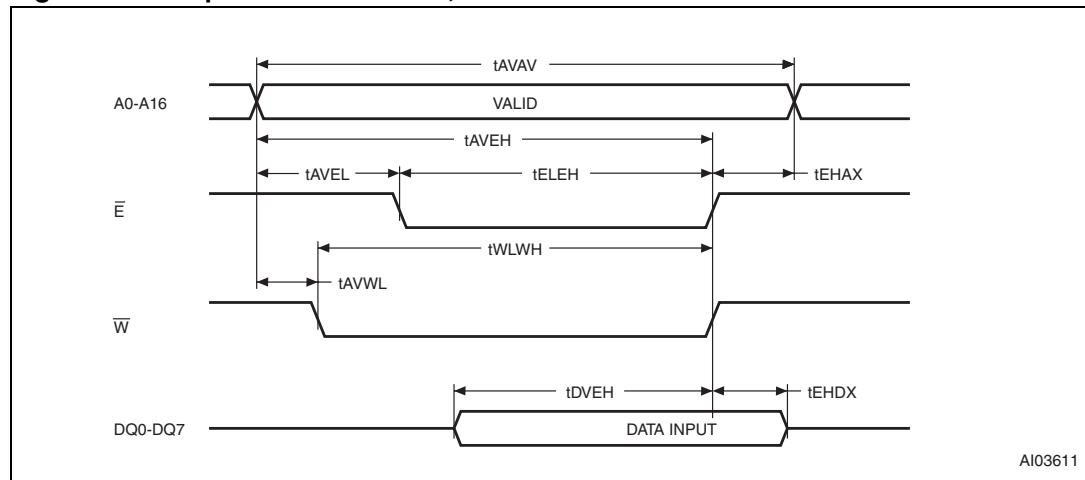 tAVAV
A0-A16 VALID
tAVEH
tAVEL tELEH tEHAX
E̅
tWLWH
tAVWL
W̅
tDVEH tEHDX
DQ0-DQ7 DATA INPUT
AI03611